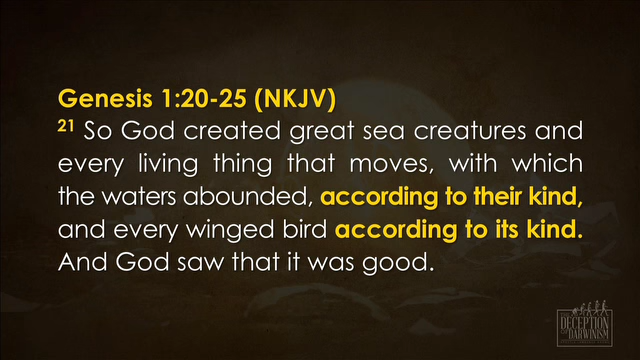 Genesis 1:20-25 (NKJV)
21 So God created great sea creatures and
every living thing that moves, with which
the waters abounded, according to their kind,
and every winged bird according to its kind.
And God saw that it was good.
DECEPTION
DARWINISM